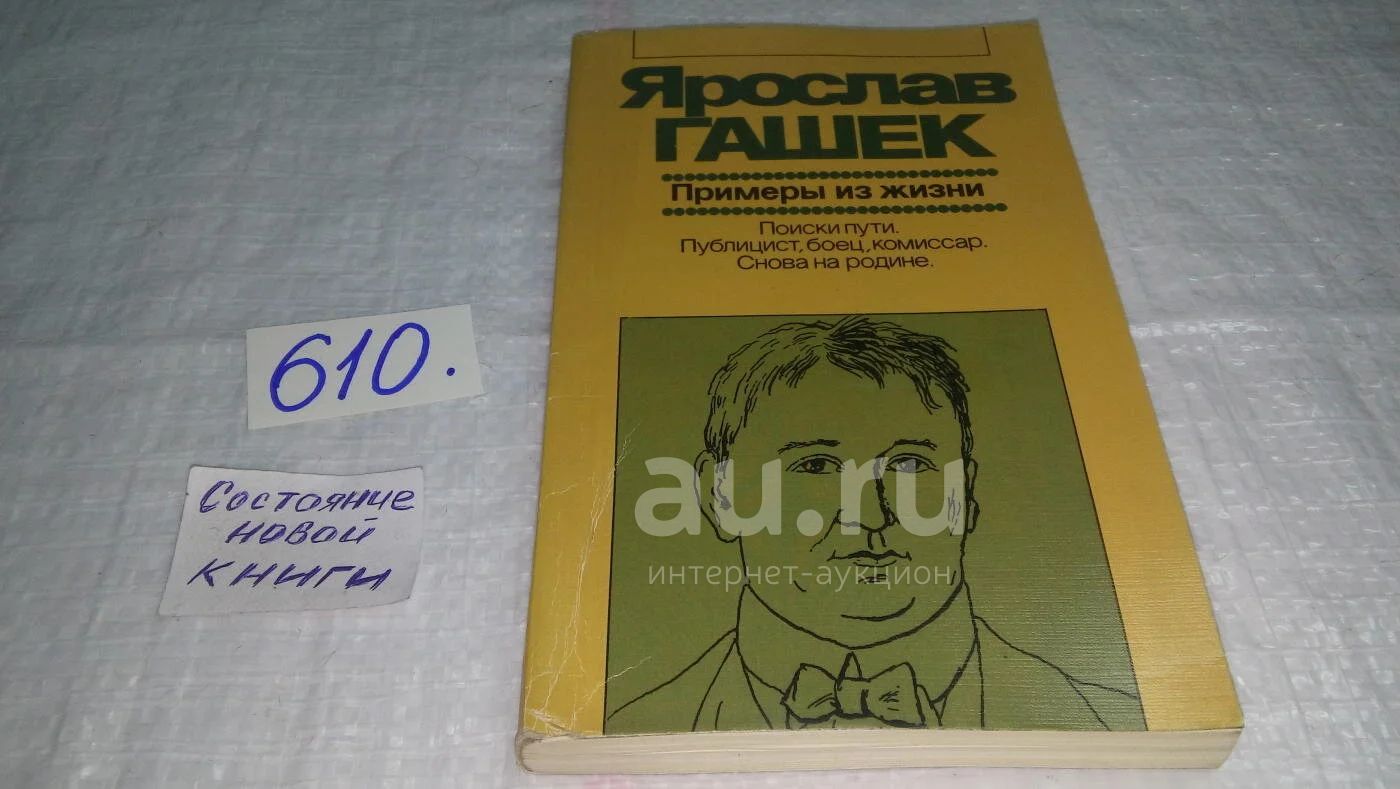 Ярослав
ГАШЕК
Примеры из жизни
Поиски пути.
Публицист, боец, комиссар.
Снова на родине.
610.
Состояние
новой
книги
au.ru
интернет-аукцион